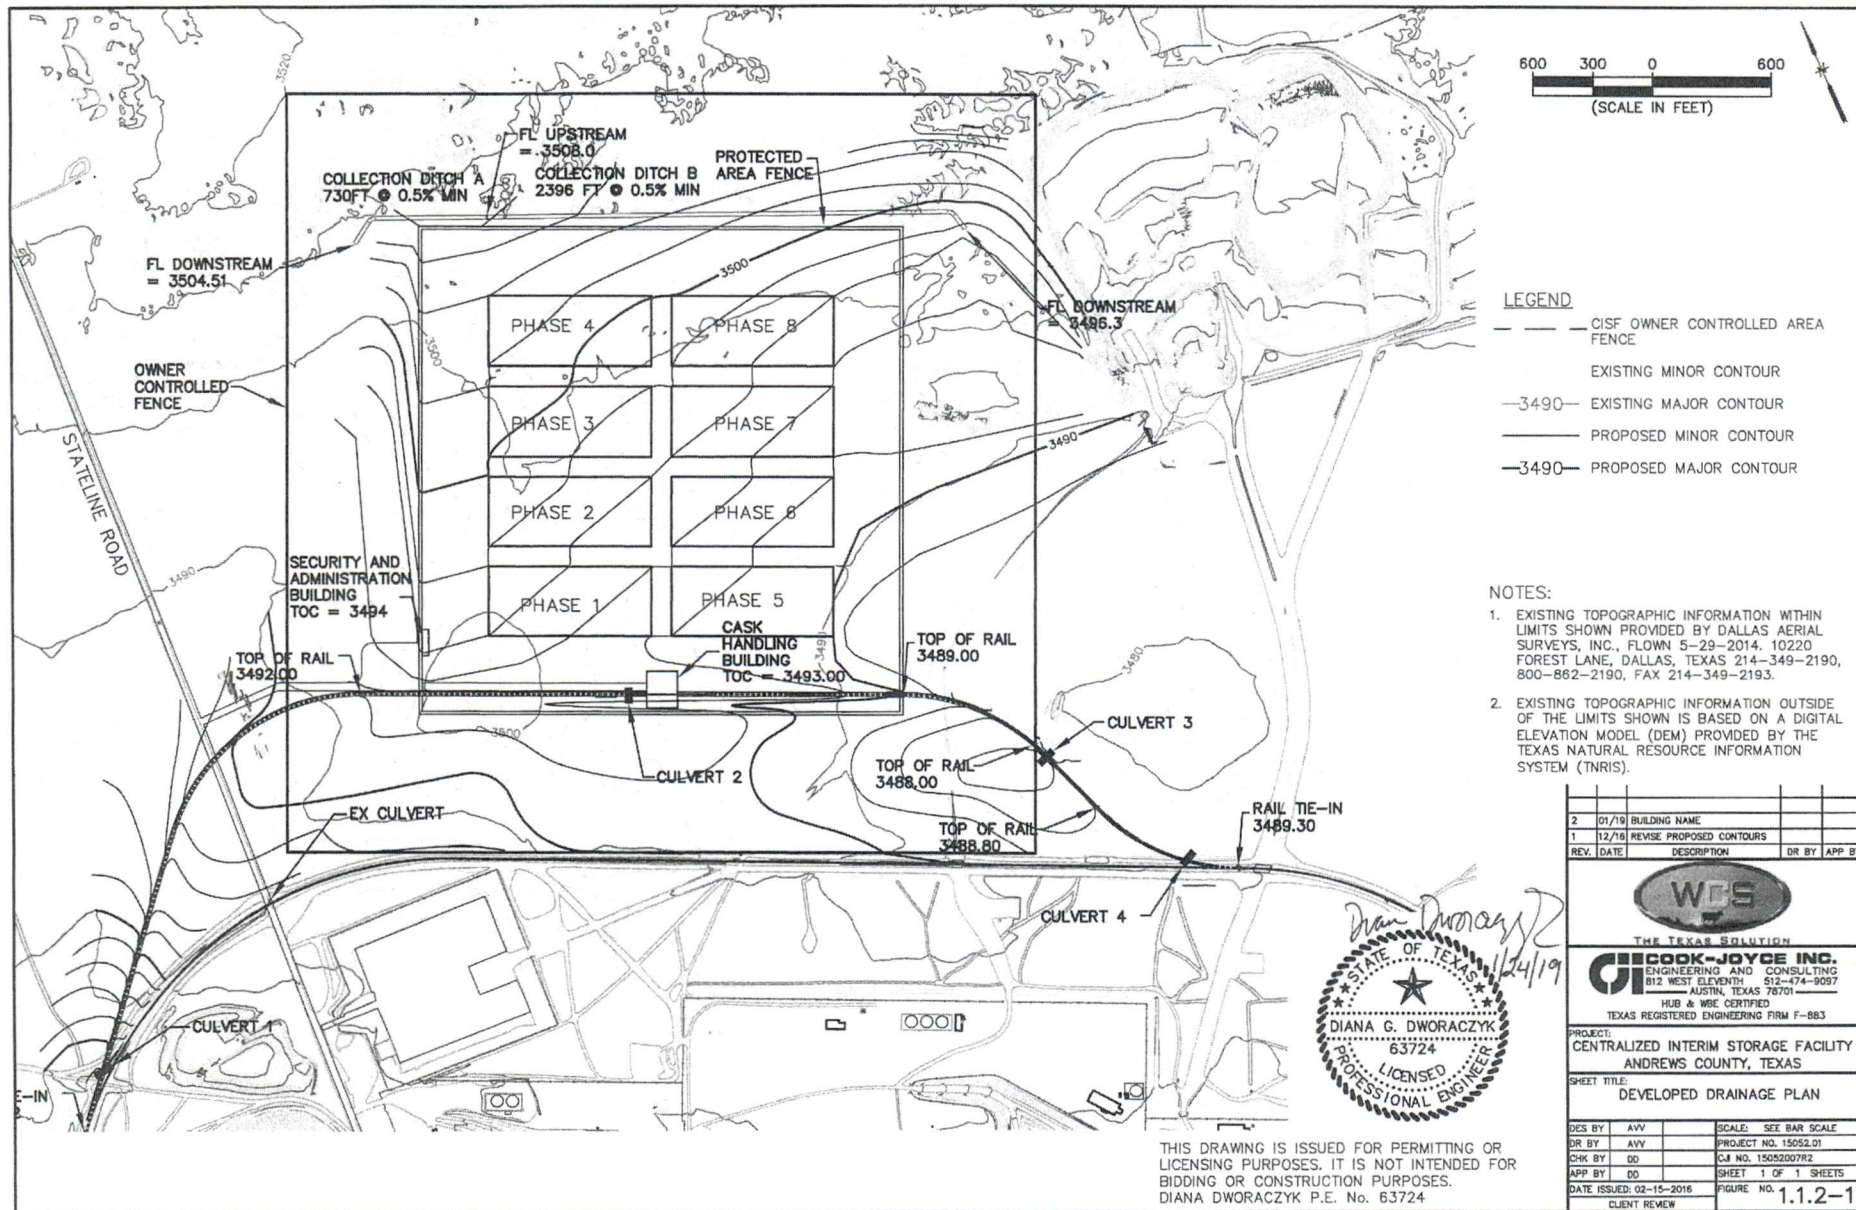 3520
FL UPSTREAM
= 3508.0
COLLECTION DITCH A
730FT @ 0.5% MIN
COLLECTION DITCH B
2396 FT @ 0.5% MIN
PROTECTED
AREA FENCE
FL DOWNSTREAM
= 3504.51
3500
FL DOWNSTREAM
= 3496.3
PHASE 4
PHASE 8
3500
OWNER
CONTROLLED
FENCE
PHASE 3
PHASE 7
3490
STATELINE ROAD
PHASE 2
PHASE 6
3490
SECURITY AND
ADMINISTRATION
BUILDING
TOC = 3494
PHASE 1
PHASE 5
CASK
HANDLING
BUILDING
TOC = 3493.00
3490
TOP OF RAIL
3489.00
3480
TOP OF RAIL
3492.00
3500
CULVERT 2
CULVERT 3
TOP OF RAIL
3488.00
EX CULVERT
TOP OF RAIL
3488.80
RAIL TIE-IN
3489.30
CULVERT 4
CULVERT 1
E-IN
600 300 0 600
(SCALE IN FEET)
LEGEND
CISF OWNER CONTROLLED AREA
FENCE
EXISTING MINOR CONTOUR
3490 EXISTING MAJOR CONTOUR
PROPOSED MINOR CONTOUR
3490 PROPOSED MAJOR CONTOUR
NOTES:
1. EXISTING TOPOGRAPHIC INFORMATION WITHIN
LIMITS SHOWN PROVIDED BY DALLAS AERIAL
SURVEYS, INC., FLOWN 5-29-2014. 10220
FOREST LANE, DALLAS, TEXAS 214-349-2190,
800-862-2190, FAX 214-349-2193.
2. EXISTING TOPOGRAPHIC INFORMATION OUTSIDE
OF THE LIMITS SHOWN IS BASED ON A DIGITAL
ELEVATION MODEL (DEM) PROVIDED BY THE
TEXAS NATURAL RESOURCE INFORMATION
SYSTEM (TNRIS).
2 01/19 BUILDING NAME
1 12/16 REVISE PROPOSED CONTOURS
REV. DATE DESCRIPTION DR BY APP BY
WCS
THE TEXAS SOLUTION
CJI COOK-JOYCE INC.
ENGINEERING AND CONSULTING
812 WEST ELEVENTH 512-474-9097
AUSTIN, TEXAS 78701
HUB & WBE CERTIFIED
TEXAS REGISTERED ENGINEERING FIRM F-883
PROJECT:
CENTRALIZED INTERIM STORAGE FACILITY
ANDREWS COUNTY, TEXAS
SHEET TITLE:
DEVELOPED DRAINAGE PLAN
DES BY AVV SCALE: SEE BAR SCALE
DR BY AVV PROJECT NO. 15052.01
CHK BY DD CJI NO. 15052007R2
APP BY DD SHEET 1 OF 1 SHEETS
DATE ISSUED: 02-15-2016 FIGURE NO. 1.1.2-1
CLIENT REVIEW
1/24/19
STATE OF TEXAS
DIANA G. DWORACZYK
63724
LICENSED
PROFESSIONAL ENGINEER
THIS DRAWING IS ISSUED FOR PERMITTING OR
LICENSING PURPOSES. IT IS NOT INTENDED FOR
BIDDING OR CONSTRUCTION PURPOSES.
DIANA DWORACZYK P.E. No. 63724